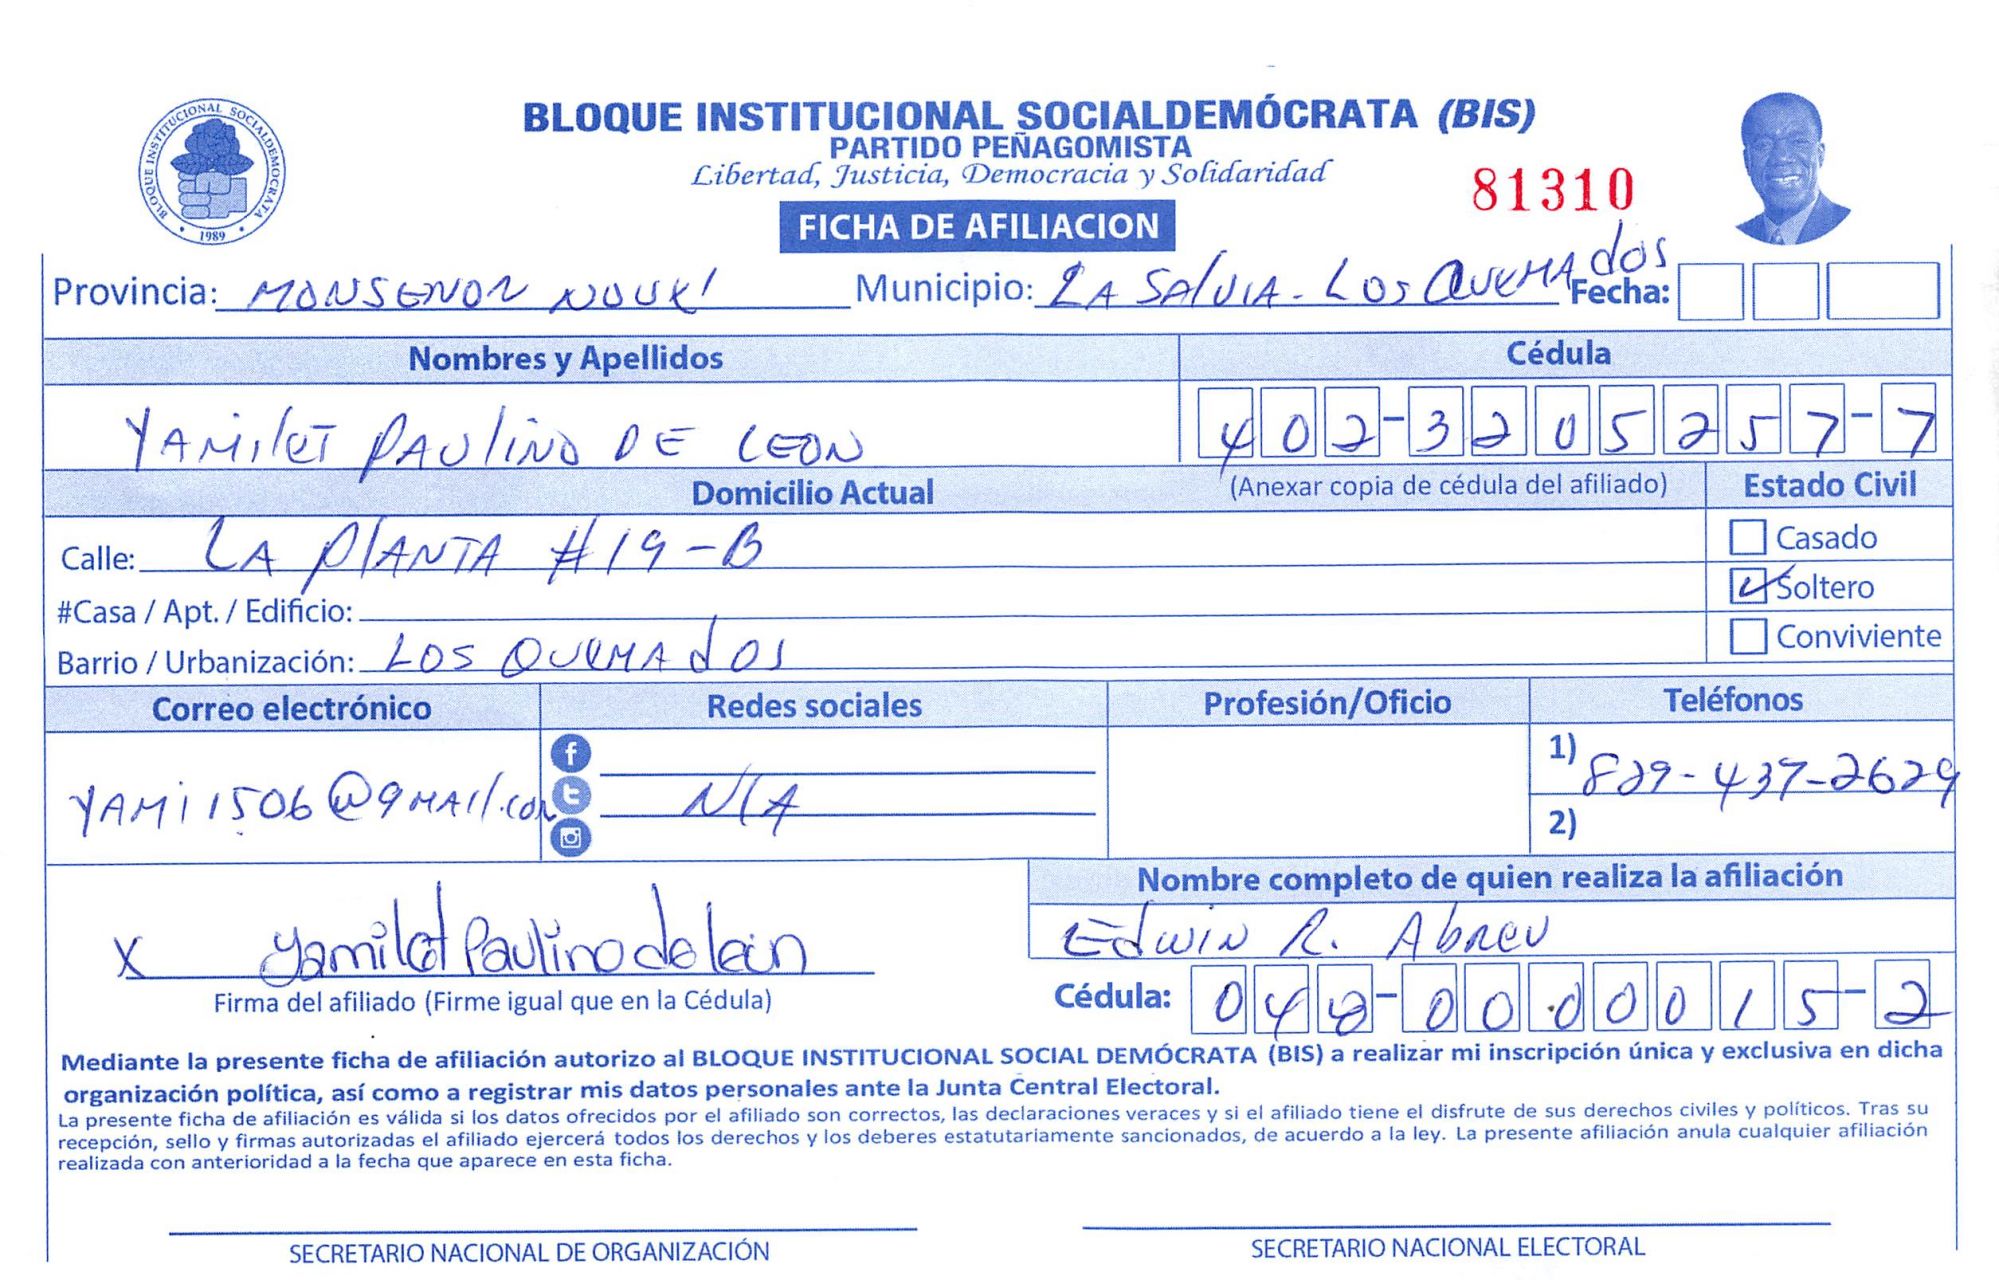 BLOQUE INSTITUCIONAL SOCIALDEMÓCRATA
1989
BLOQUE INSTITUCIONAL SOCIALDEMÓCRATA (BIS)
PARTIDO PEÑAGOMISTA
Libertad, Justicia, Democracia y Solidaridad
81310
FICHA DE AFILIACION
Provincia: MONSENOR NOUEl Municipio: LA SAlVIA - LOS QUEMAdos Fecha:
Nombres y Apellidos Cédula
YAMilET PAUliNO DE LEON 402-3205257-7
Domicilio Actual (Anexar copia de cédula del afiliado) Estado Civil
Calle: LA PlANTA #19-B Casado
#Casa / Apt. / Edificio: Soltero
Barrio / Urbanización: LOS QUEMAdOS Conviviente
Correo electrónico Redes sociales Profesión/Oficio Teléfonos
YAMi1506@gMAil.com N/A 1) 829-437-2629
2)
Nombre completo de quien realiza la afiliación
Edwin R. Abreu
X Yamilet Paulino de león
Firma del afiliado (Firme igual que en la Cédula) Cédula: 048-0000015-2
Mediante la presente ficha de afiliación autorizo al BLOQUE INSTITUCIONAL SOCIAL DEMÓCRATA (BIS) a realizar mi inscripción única y exclusiva en dicha
organización política, así como a registrar mis datos personales ante la Junta Central Electoral.
La presente ficha de afiliación es válida si los datos ofrecidos por el afiliado son correctos, las declaraciones veraces y si el afiliado tiene el disfrute de sus derechos civiles y políticos. Tras su
recepción, sello y firmas autorizadas el afiliado ejercerá todos los derechos y los deberes estatutariamente sancionados, de acuerdo a la ley. La presente afiliación anula cualquier afiliación
realizada con anterioridad a la fecha que aparece en esta ficha.
SECRETARIO NACIONAL DE ORGANIZACIÓN SECRETARIO NACIONAL ELECTORAL